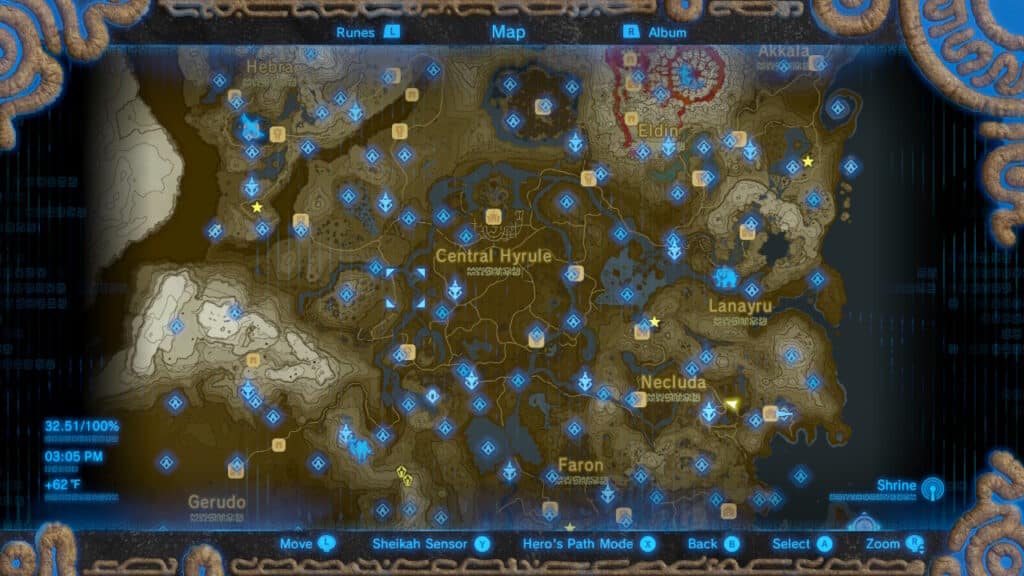 Runes L
Map
R Album
Akkala
Hebra
Eldin
Central Hyrule
Lanayru
Necluda
32.51/100%
03:05 PM
+62 °F
Faron
Shrine
Gerudo
Move L
Sheikah Sensor Y
Hero's Path Mode X
Back B
Select A
Zoom R